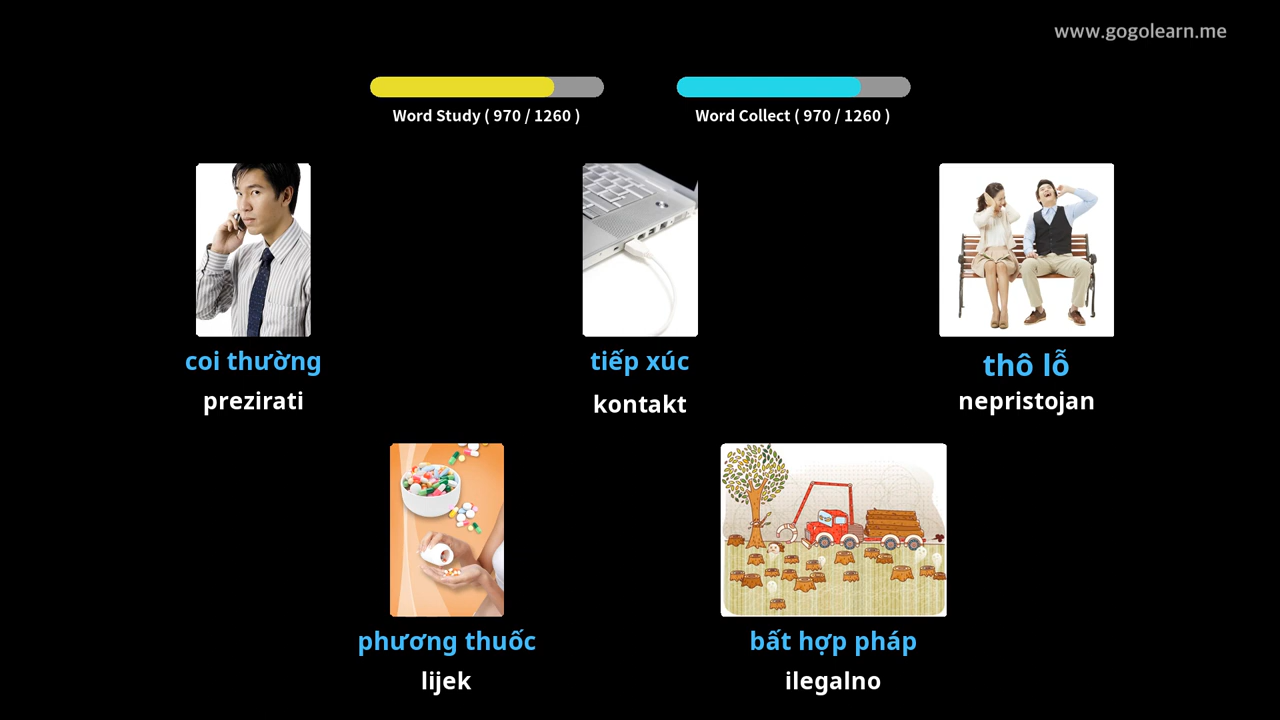 www.gogolearn.me
Word Study ( 970 / 1260 )
Word Collect ( 970 / 1260 )
coi thường
prezirati
tiếp xúc
kontakt
thô lỗ
nepristojan
phương thuốc
lijek
bất hợp pháp
ilegalno